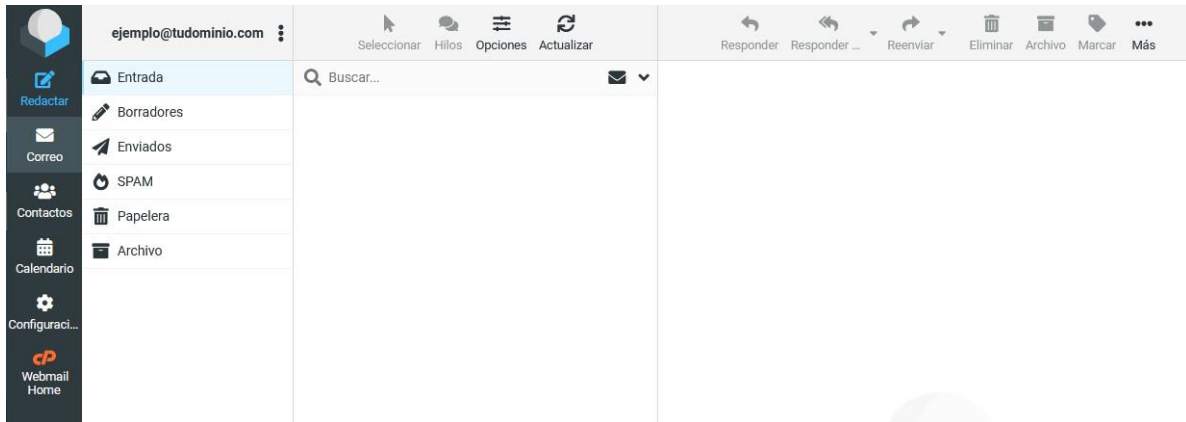 ejemplo@tudominio.com
Seleccionar Hilos Opciones Actualizar
Responder Responder ... Reenviar Eliminar Archivo Marcar Más
Redactar
Correo
Contactos
Calendario
Configuraci...
cP
Webmail
Home
Entrada
Borradores
Enviados
SPAM
Papelera
Archivo
Buscar...